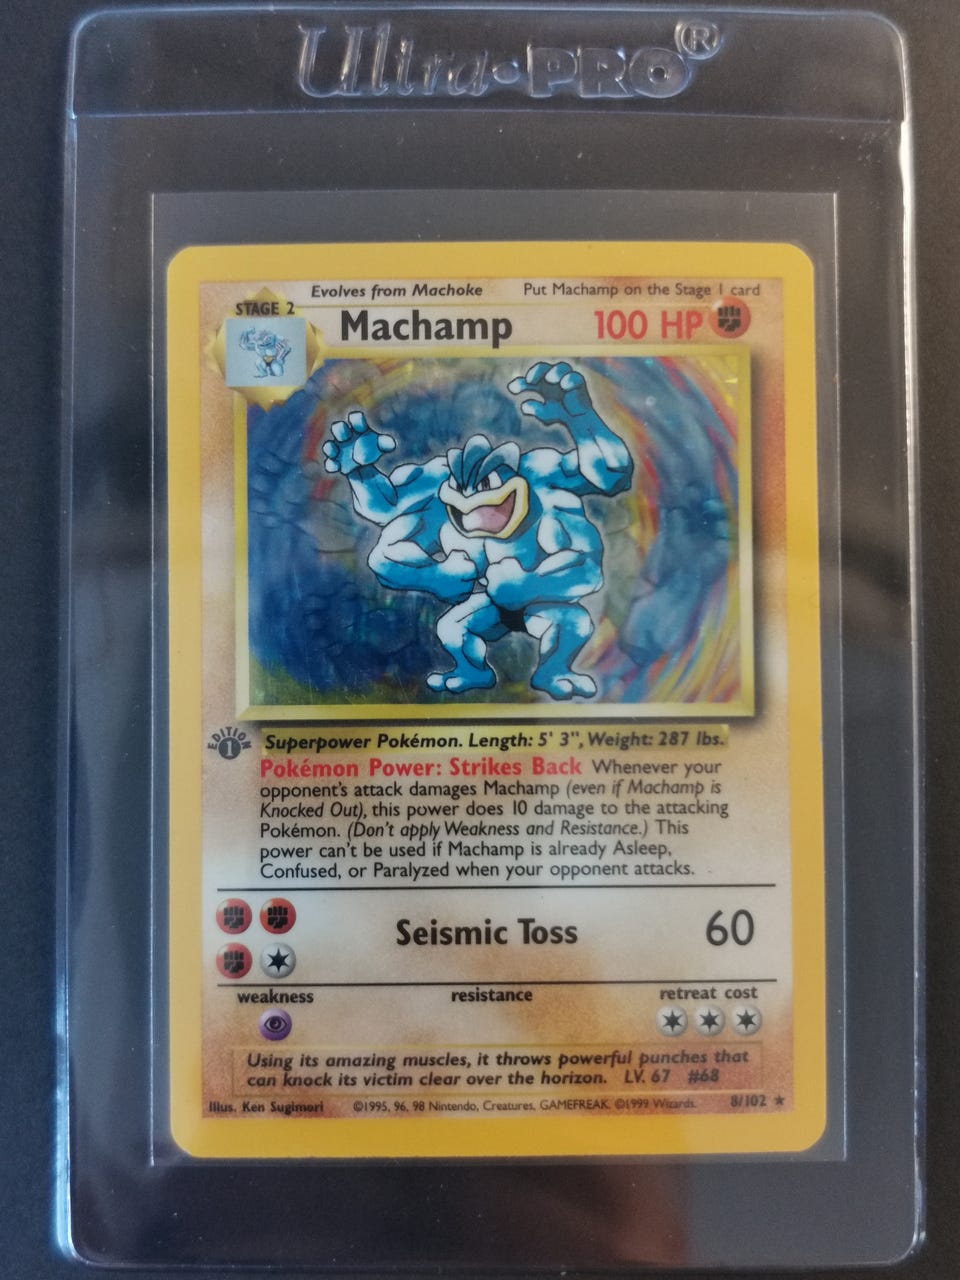 Ultra·PRO®
Evolves from Machoke Put Machamp on the Stage 1 card
STAGE 2
Machamp 100 HP
EDITION
1
Superpower Pokémon. Length: 5' 3", Weight: 287 lbs.
Pokémon Power: Strikes Back Whenever your
opponent's attack damages Machamp (even if Machamp is
Knocked Out), this power does 10 damage to the attacking
Pokémon. (Don't apply Weakness and Resistance.) This
power can't be used if Machamp is already Asleep,
Confused, or Paralyzed when your opponent attacks.
Seismic Toss 60
weakness resistance retreat cost
Using its amazing muscles, it throws powerful punches that
can knock its victim clear over the horizon. LV. 67 #68
Illus. Ken Sugimori ©1995, 96, 98 Nintendo, Creatures, GAMEFREAK. ©1999 Wizards. 8/102 ★